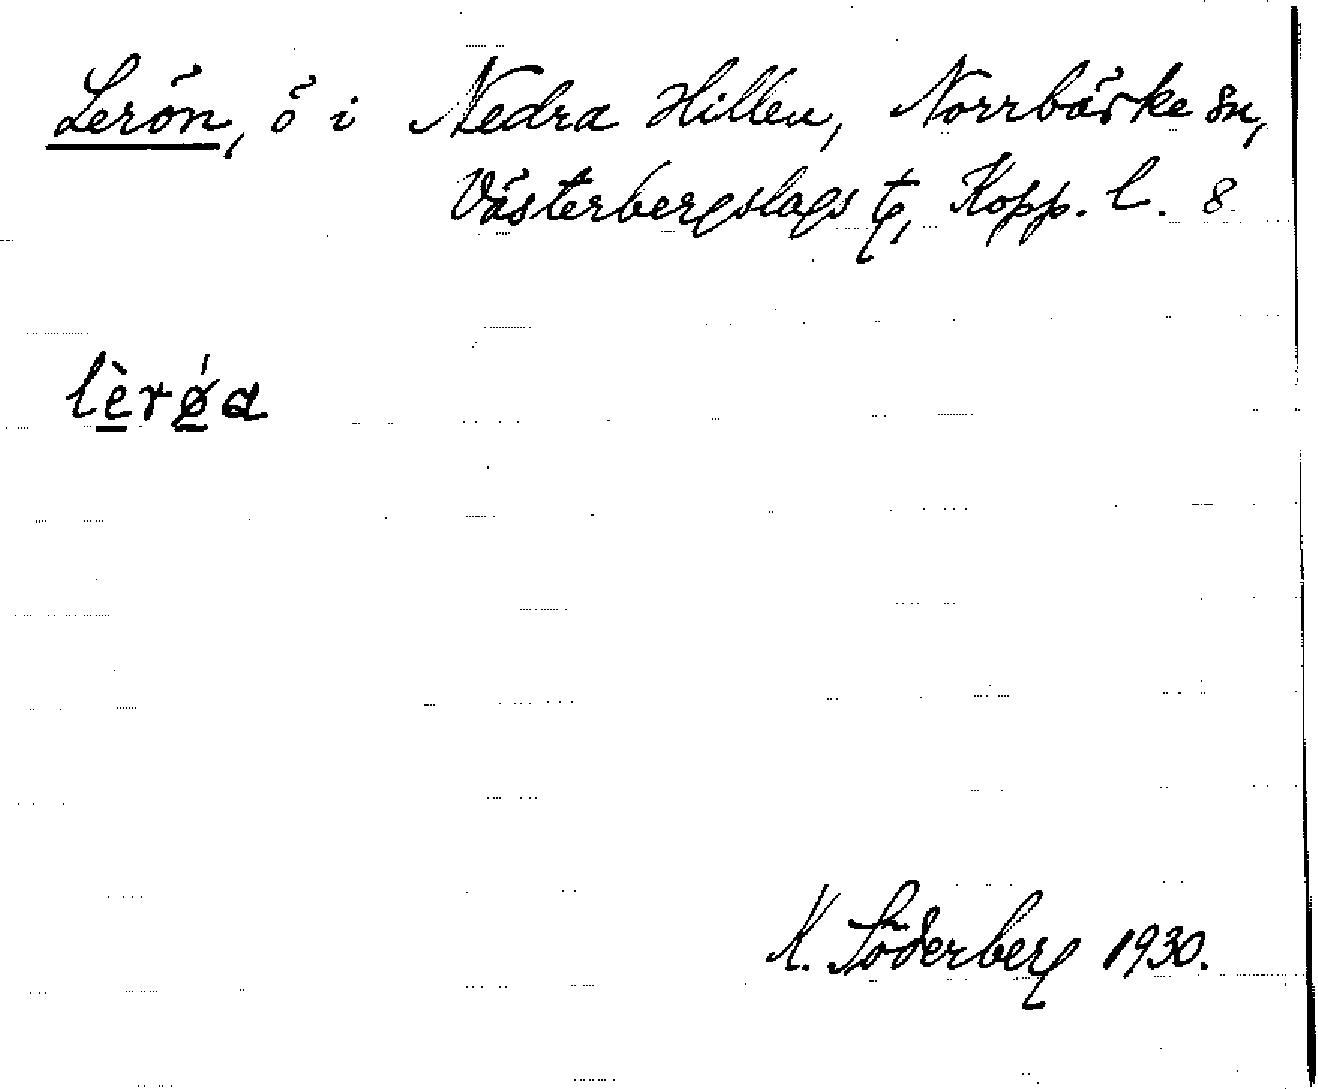 Lerön, ö i Nedra Hillen, Norrbärke sn,
Västerbergslags tg, Kopp. l. 8
lèrǿa
K. Söderberg 1930.